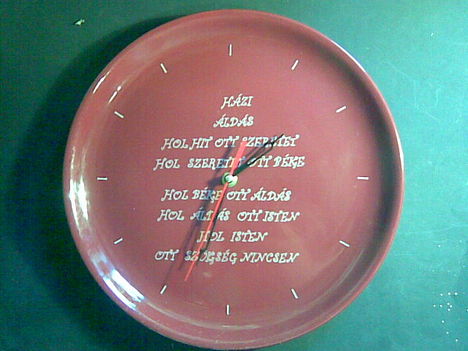 HÁZI
ÁLDÁS
HOL HIT OTT SZERETET
HOL SZERETET OTT BÉKE
HOL BÉKE OTT ÁLDÁS
HOL ÁLDÁS OTT ISTEN
HOL ISTEN
OTT SZÜKSÉG NINCSEN